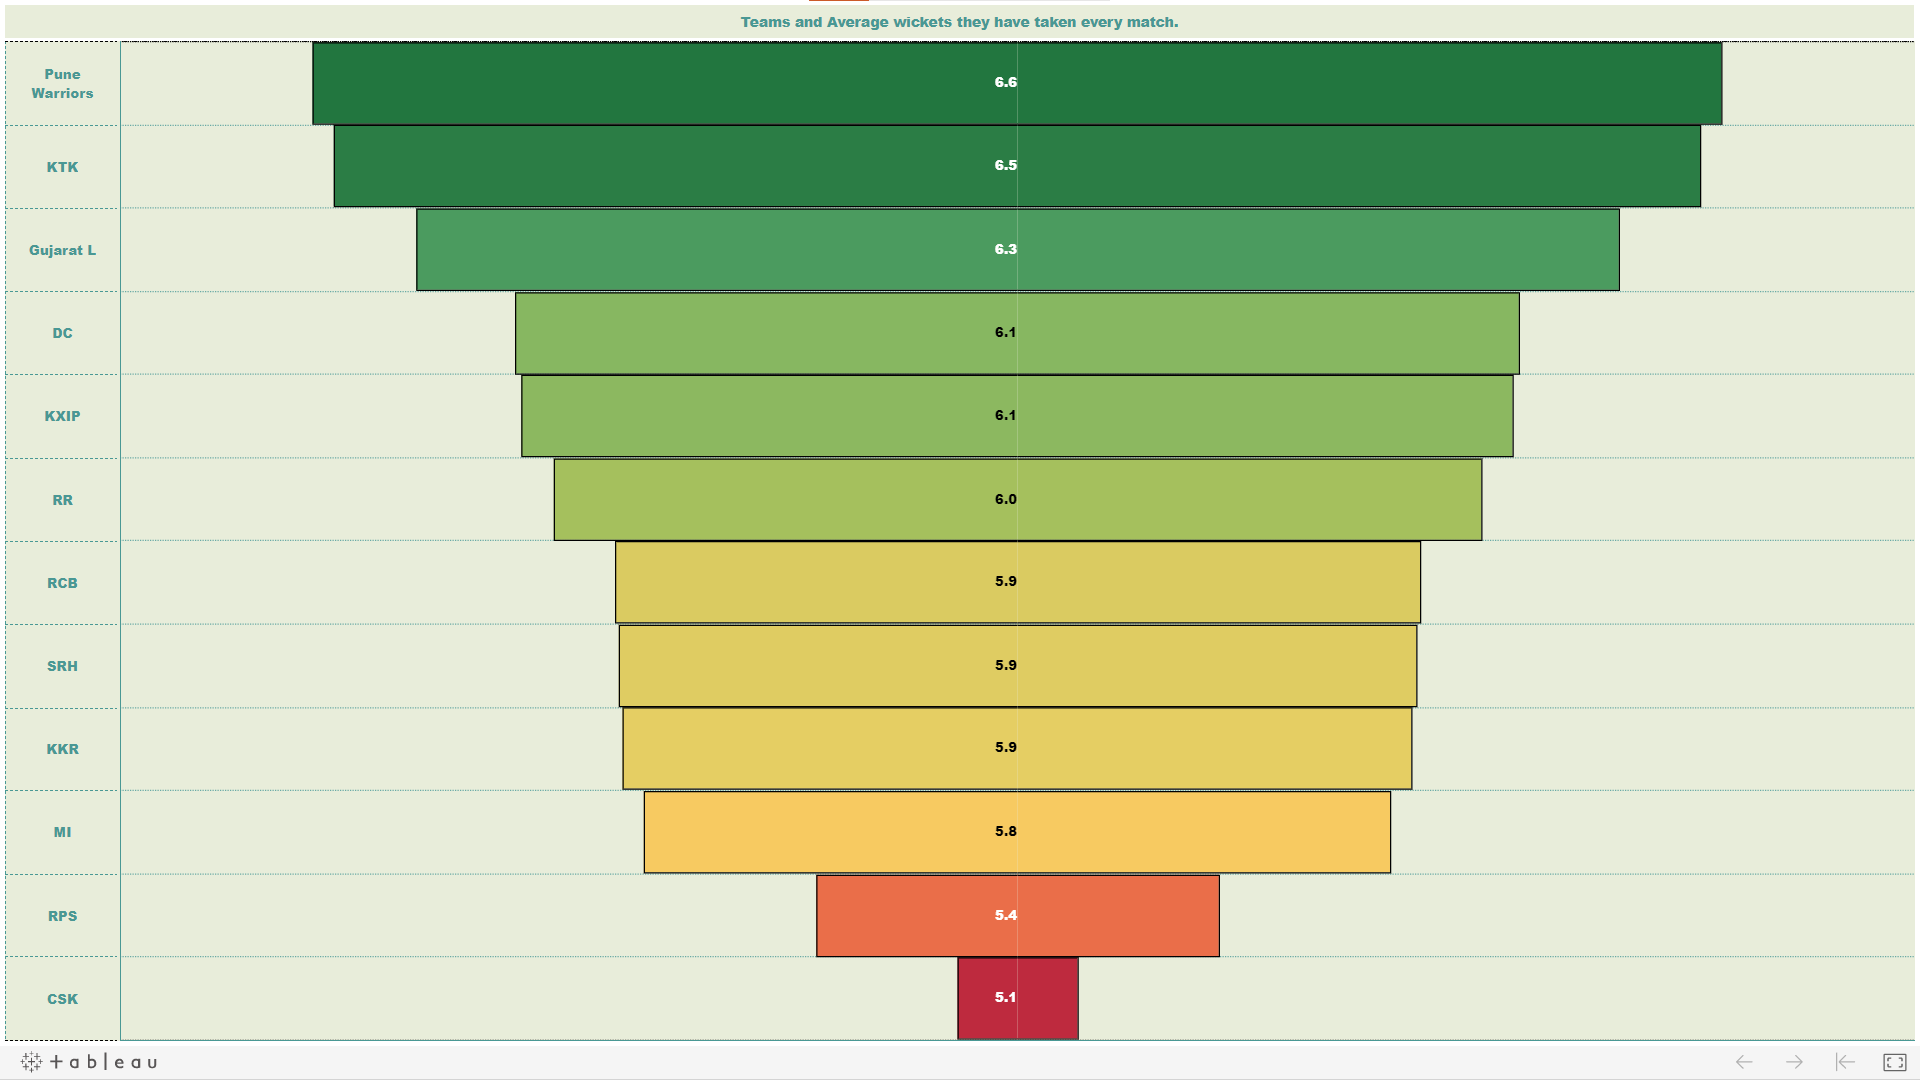 Teams and Average wickets they have taken every match.
Pune
Warriors
6.6
KTK
6.5
Gujarat L
6.3
DC
6.1
KXIP
6.1
RR
6.0
RCB
5.9
SRH
5.9
KKR
5.9
MI
5.8
RPS
5.4
CSK
5.1
+ableau